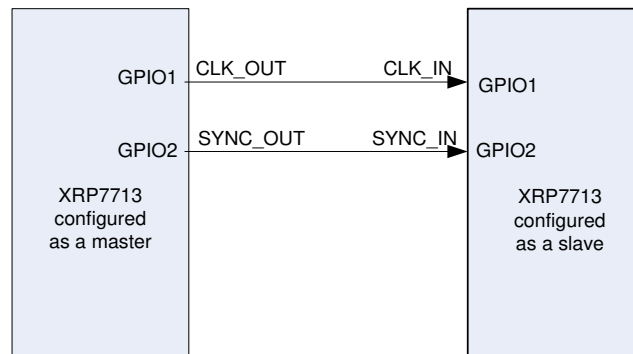 GPIO1 CLK_OUT CLK_IN GPIO1
GPIO2 SYNC_OUT SYNC_IN GPIO2
XRP7713
configured
as a master
XRP7713
configured
as a slave